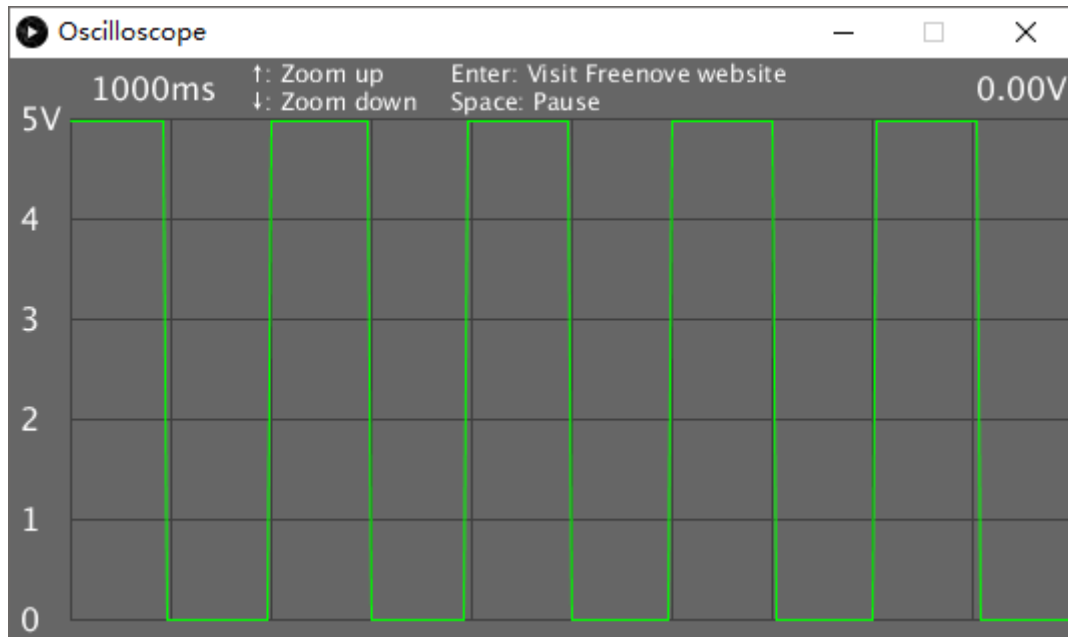 Oscilloscope
1000ms
↑: Zoom up
↓: Zoom down
Enter: Visit Freenove website
Space: Pause
0.00V
5V
4
3
2
1
0